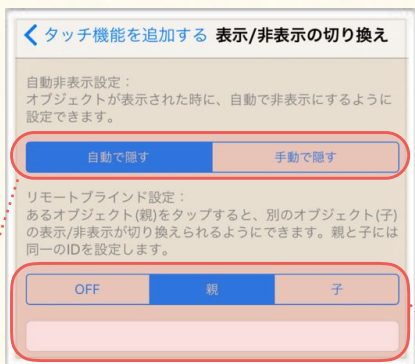 タッチ機能を追加する 表示/非表示の切り換え
自動非表示設定：
オブジェクトが表示された時に、自動で非表示にするように
設定できます。
自動で隠す 手動で隠す
リモートブラインド設定：
あるオブジェクト(親)をタップすると、別のオブジェクト(子)
の表示/非表示が切り換えられるようにできます。親と子には
同一のIDを設定します。
OFF 親 子